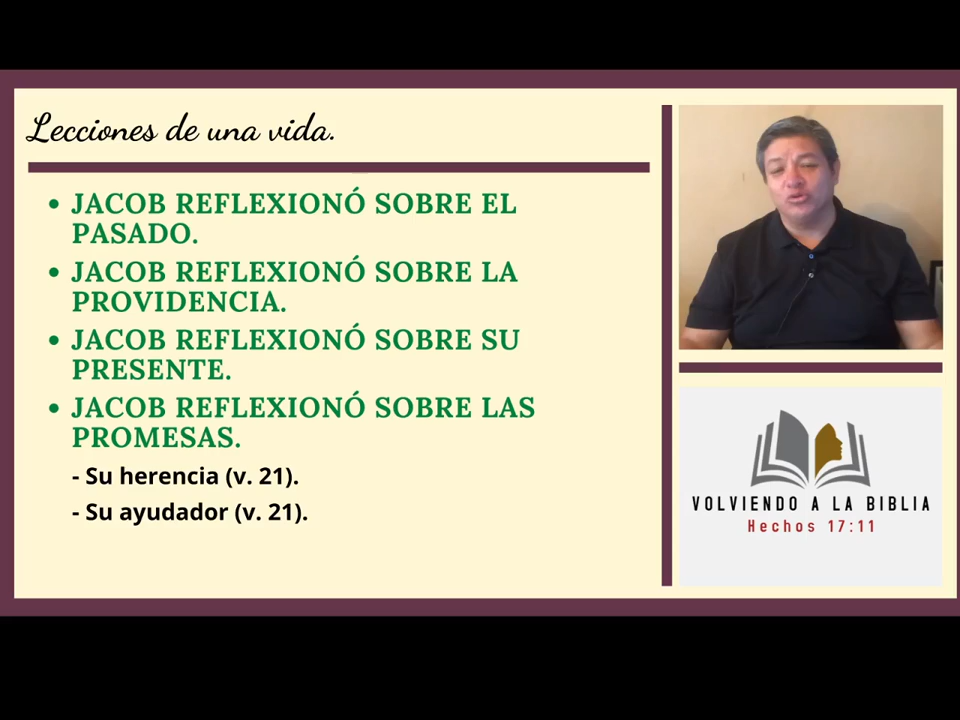 Lecciones de una vida.
• JACOB REFLEXIONÓ SOBRE EL
PASADO.
• JACOB REFLEXIONÓ SOBRE LA
PROVIDENCIA.
• JACOB REFLEXIONÓ SOBRE SU
PRESENTE.
• JACOB REFLEXIONÓ SOBRE LAS
PROMESAS.
- Su herencia (v. 21).
- Su ayudador (v. 21).
VOLVIENDO A LA BIBLIA
Hechos 17:11